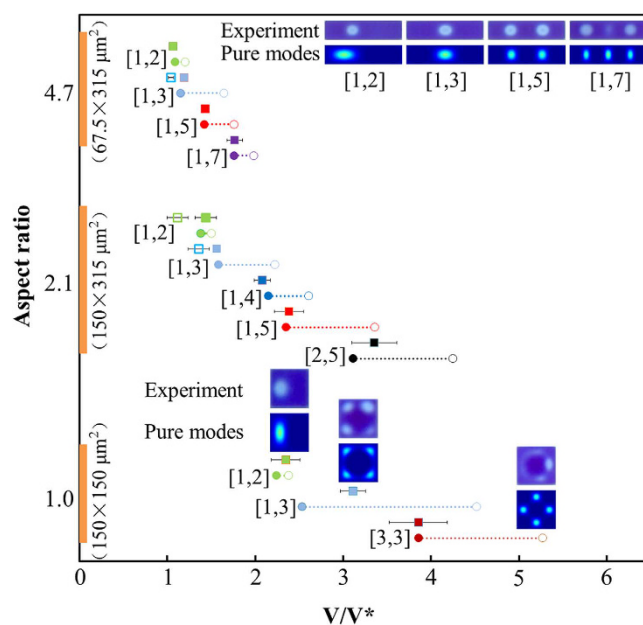 Experiment
Pure modes
[1,2] [1,3] [1,5] [1,7]
Aspect ratio
4.7
(67.5×315 μm²)
[1,2]
[1,3]
[1,5]
[1,7]
2.1
(150×315 μm²)
[1,2]
[1,3]
[1,4]
[1,5]
[2,5]
Experiment
Pure modes
1.0
(150×150 μm²)
[1,2]
[1,3]
[3,3]
0 1 2 3 4 5 6
V/V*